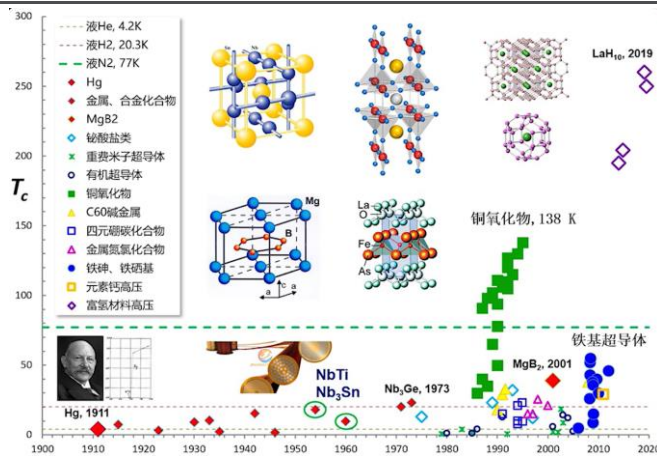 300
250
200
150
100
50
0
T_c
液He, 4.2K
液H2, 20.3K
液N2, 77K
Hg
金属、合金化合物
MgB2
铋酸盐类
重费米子超导体
有机超导体
铜氧化物
C60碱金属
四元硼碳化合物
金属氮氯化合物
铁砷、铁硒基
元素钙高压
富氢材料高压
LaH₁₀, 2019
Mg
B
c
a
a
La
O
Fe
As
铜氧化物, 138 K
铁基超导体
MgB₂, 2001
NbTi
Nb₃Sn
Nb₃Ge, 1973
Hg, 1911
1900 1910 1920 1930 1940 1950 1960 1970 1980 1990 2000 2010 2020